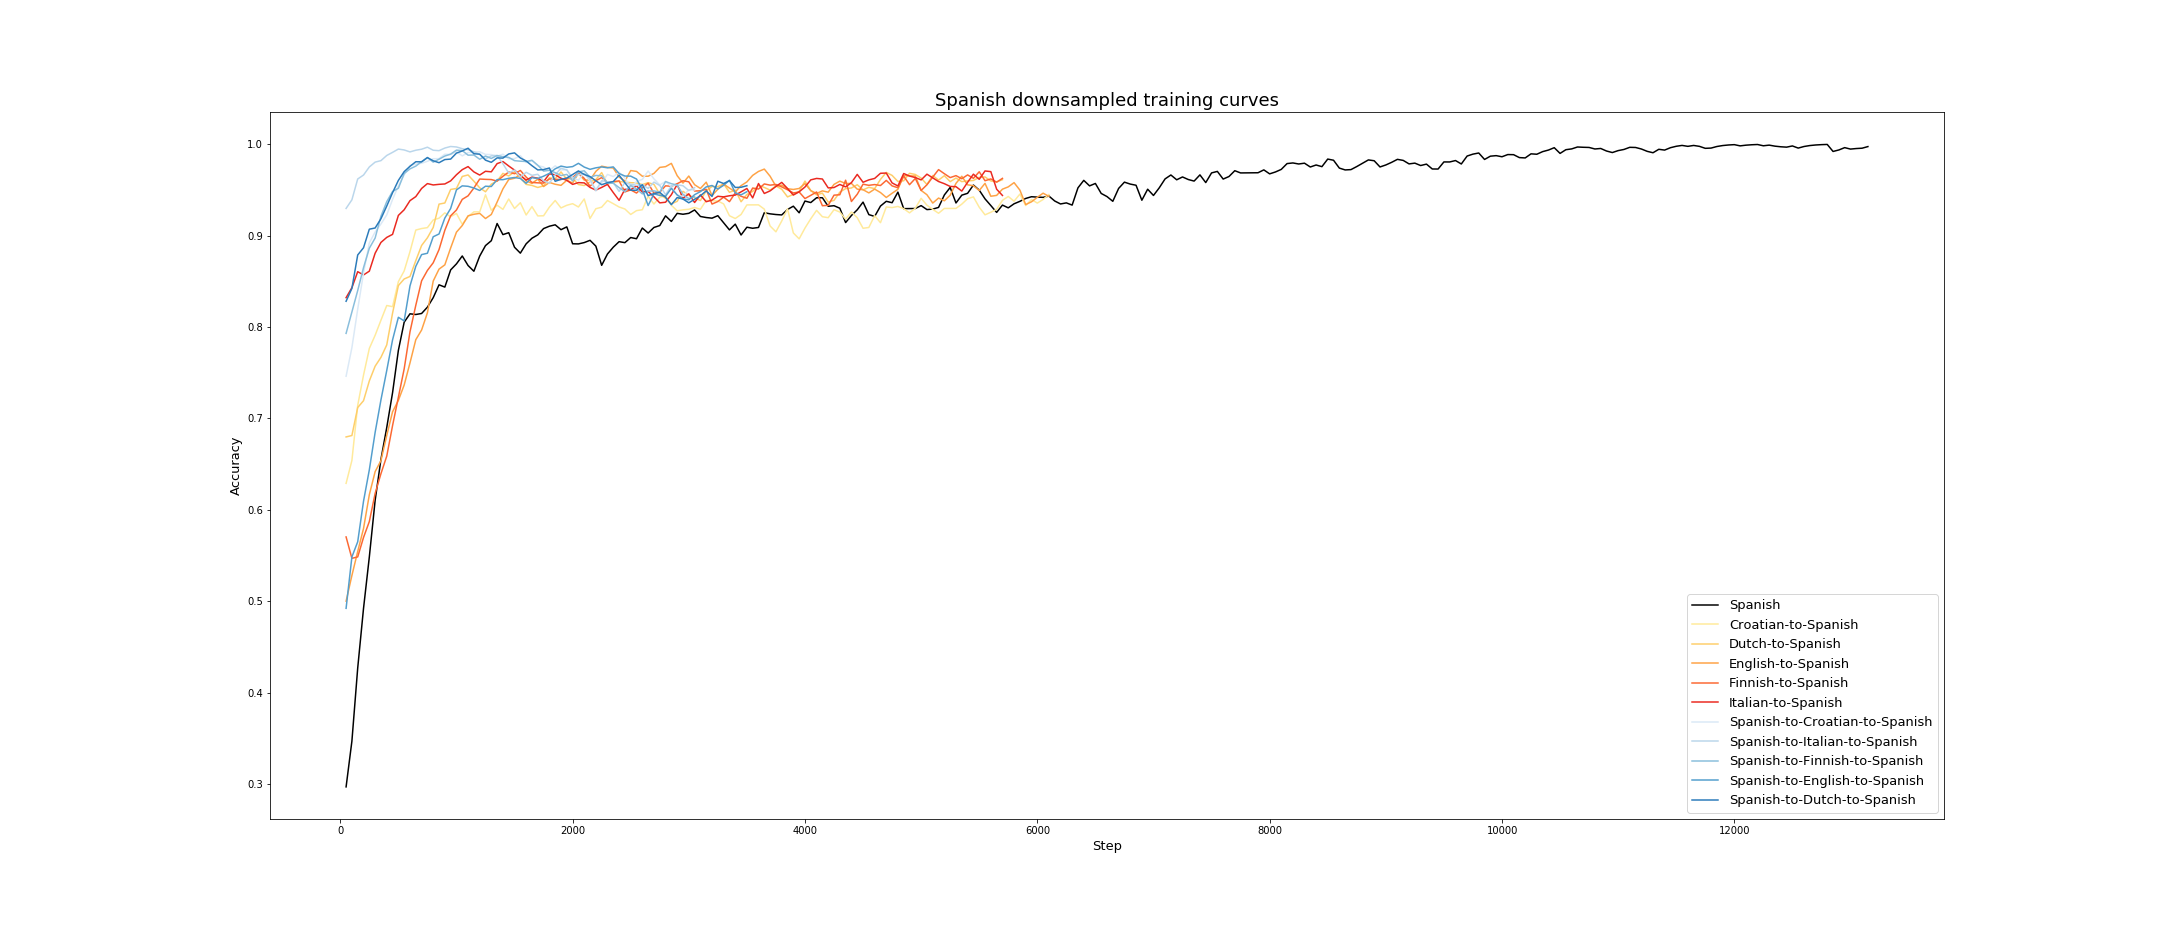 Spanish downsampled training curves
1.0
0.9
0.8
0.7
0.6
0.5
0.4
0.3
Accuracy
0
2000
4000
6000
8000
10000
12000
Step
Spanish
Croatian-to-Spanish
Dutch-to-Spanish
English-to-Spanish
Finnish-to-Spanish
Italian-to-Spanish
Spanish-to-Croatian-to-Spanish
Spanish-to-Italian-to-Spanish
Spanish-to-Finnish-to-Spanish
Spanish-to-English-to-Spanish
Spanish-to-Dutch-to-Spanish